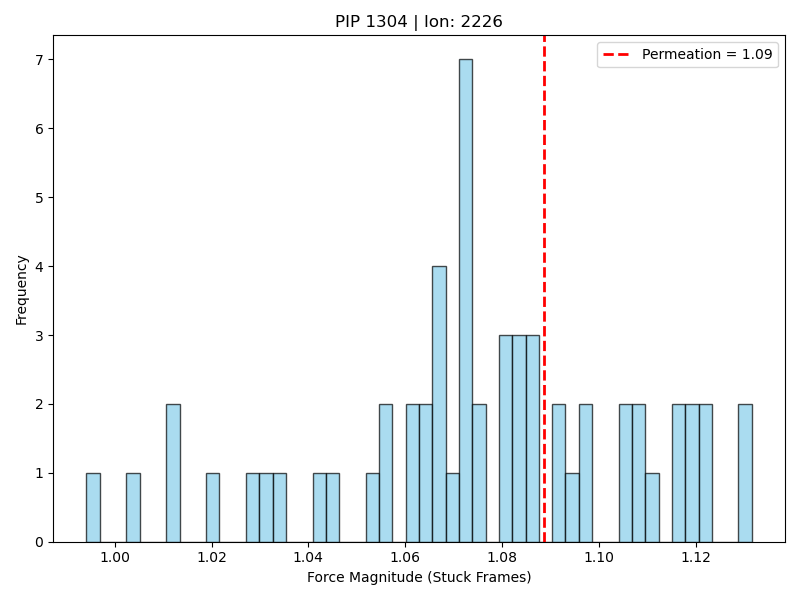 PIP 1304 | Ion: 2226
Permeation = 1.09
7
6
5
4
3
2
1
0
Frequency
1.00 1.02 1.04 1.06 1.08 1.10 1.12
Force Magnitude (Stuck Frames)